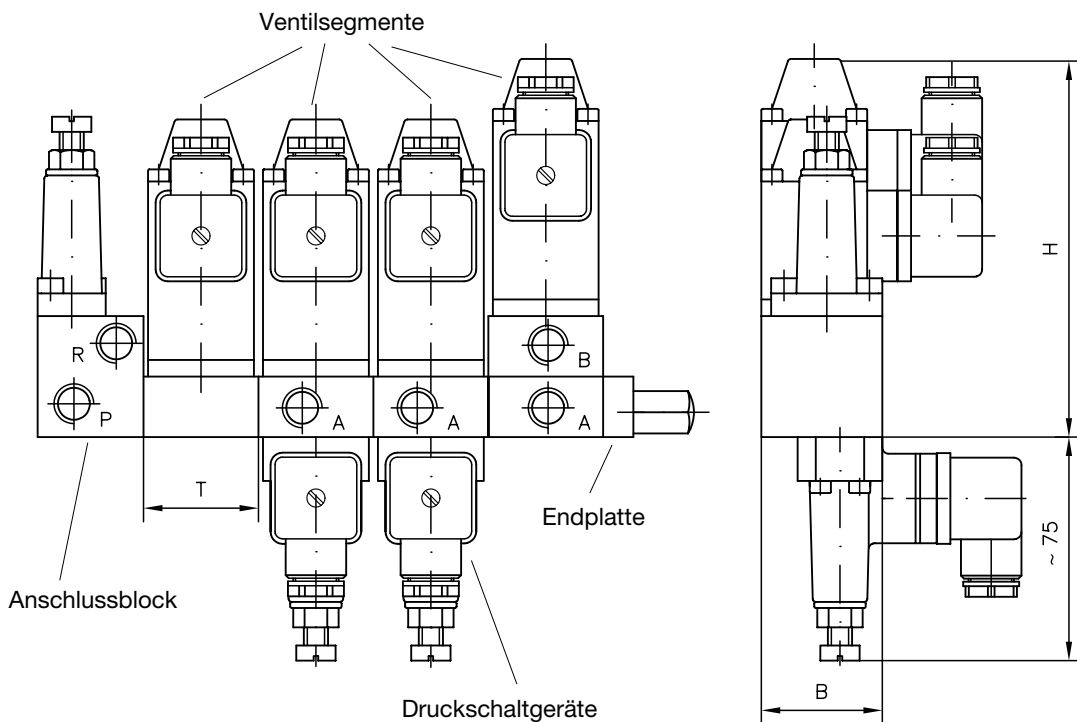 Ventilsegmente
H
R
B
P
A
A
A
T
Endplatte
~ 75
Anschlussblock
B
Druckschaltgeräte